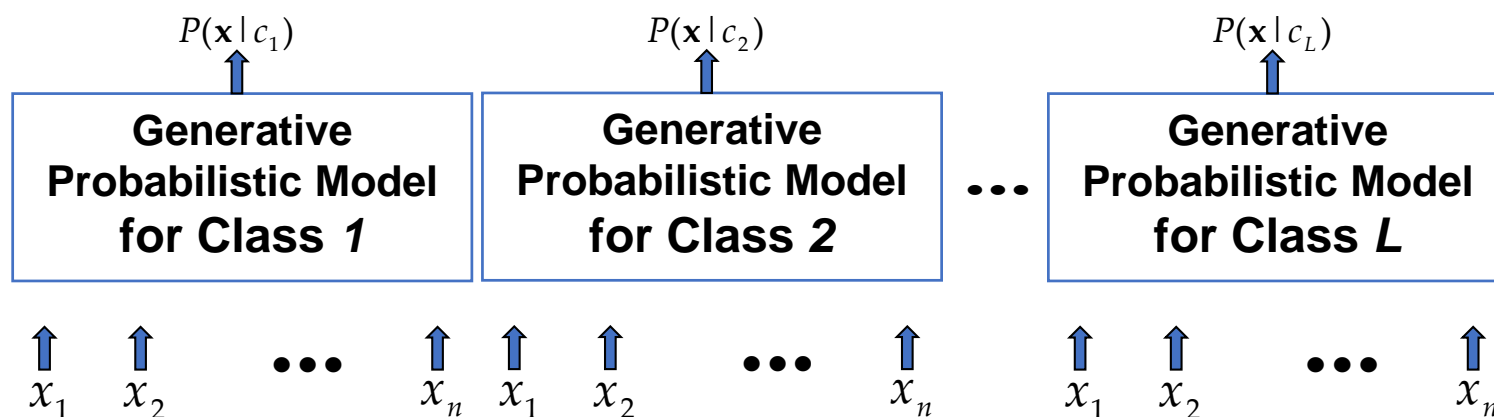 P(x|c₁) P(x|c₂) P(x|c_L)
Generative Generative Generative
Probabilistic Model Probabilistic Model ••• Probabilistic Model
for Class 1 for Class 2 for Class L
x₁ x₂ ••• xₙ x₁ x₂ ••• xₙ x₁ x₂ ••• xₙ